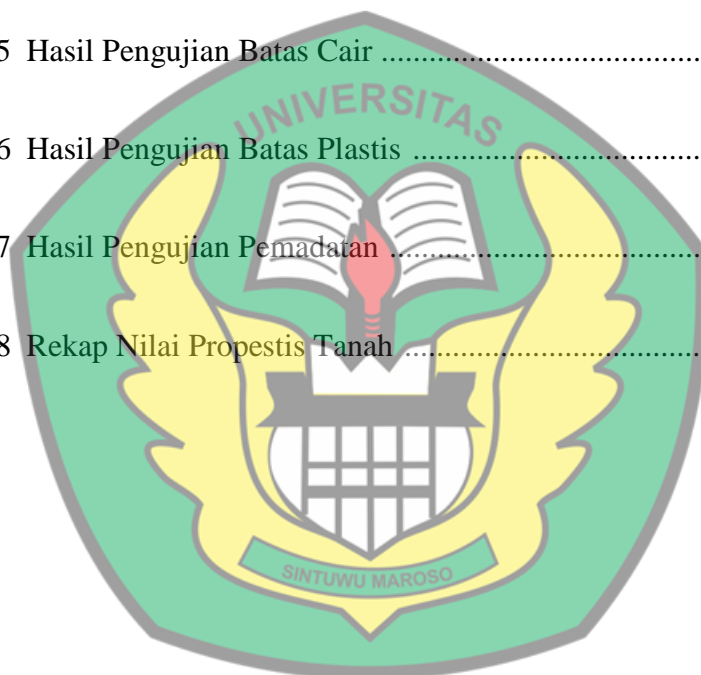 5 Hasil Pengujian Batas Cair ........................................
UNIVERSITAS
6 Hasil Pengujian Batas Plastis ....................................
7 Hasil Pengujian Pemadatan .......................................
8 Rekap Nilai Propestis Tanah .....................................
SINTUWU MAROSO